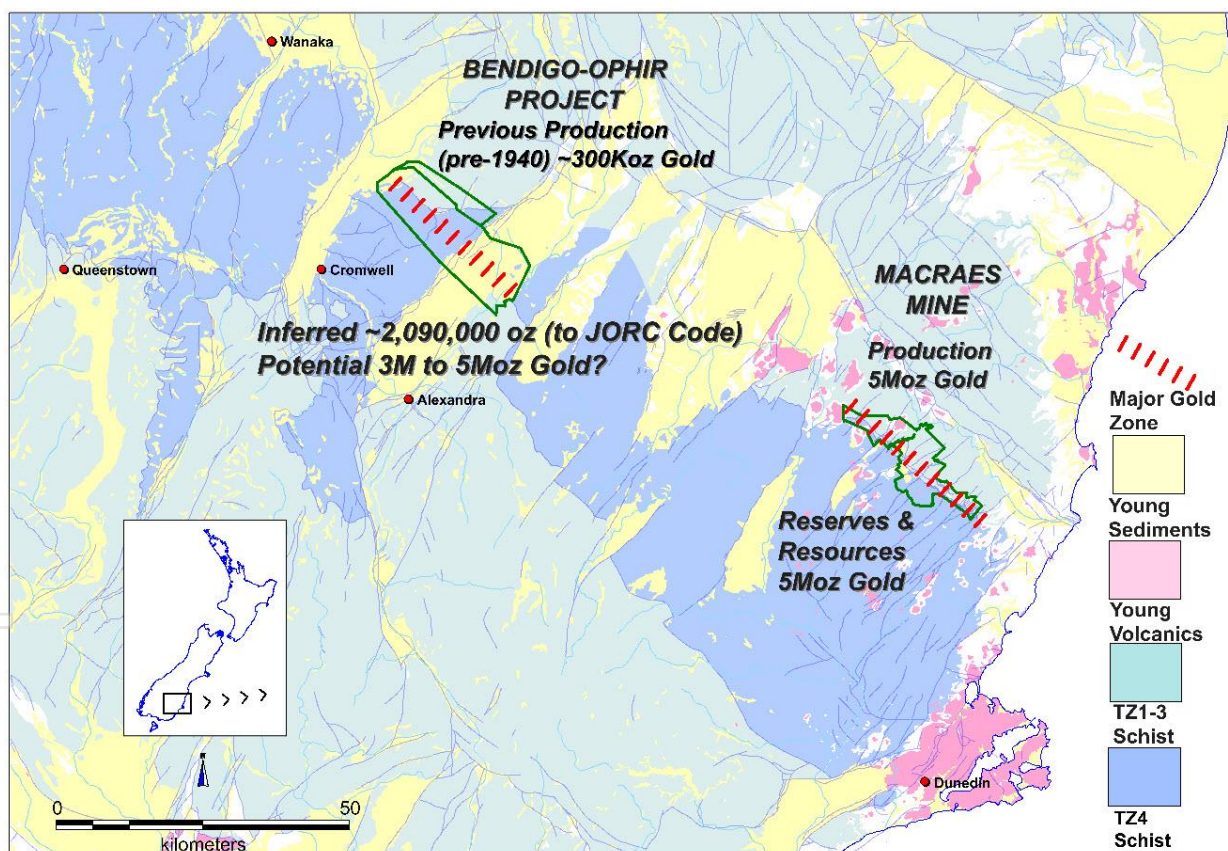 Wanaka
BENDIGO-OPHIR
PROJECT
Previous Production
(pre-1940) ~300Koz Gold
Queenstown
Cromwell
Inferred ~2,090,000 oz (to JORC Code)
Potential 3M to 5Moz Gold?
Alexandra
MACRAES
MINE
Production
5Moz Gold
Reserves &
Resources
5Moz Gold
Dunedin
0
50
kilometers
Major Gold
Zone
Young
Sediments
Young
Volcanics
TZ1-3
Schist
TZ4
Schist